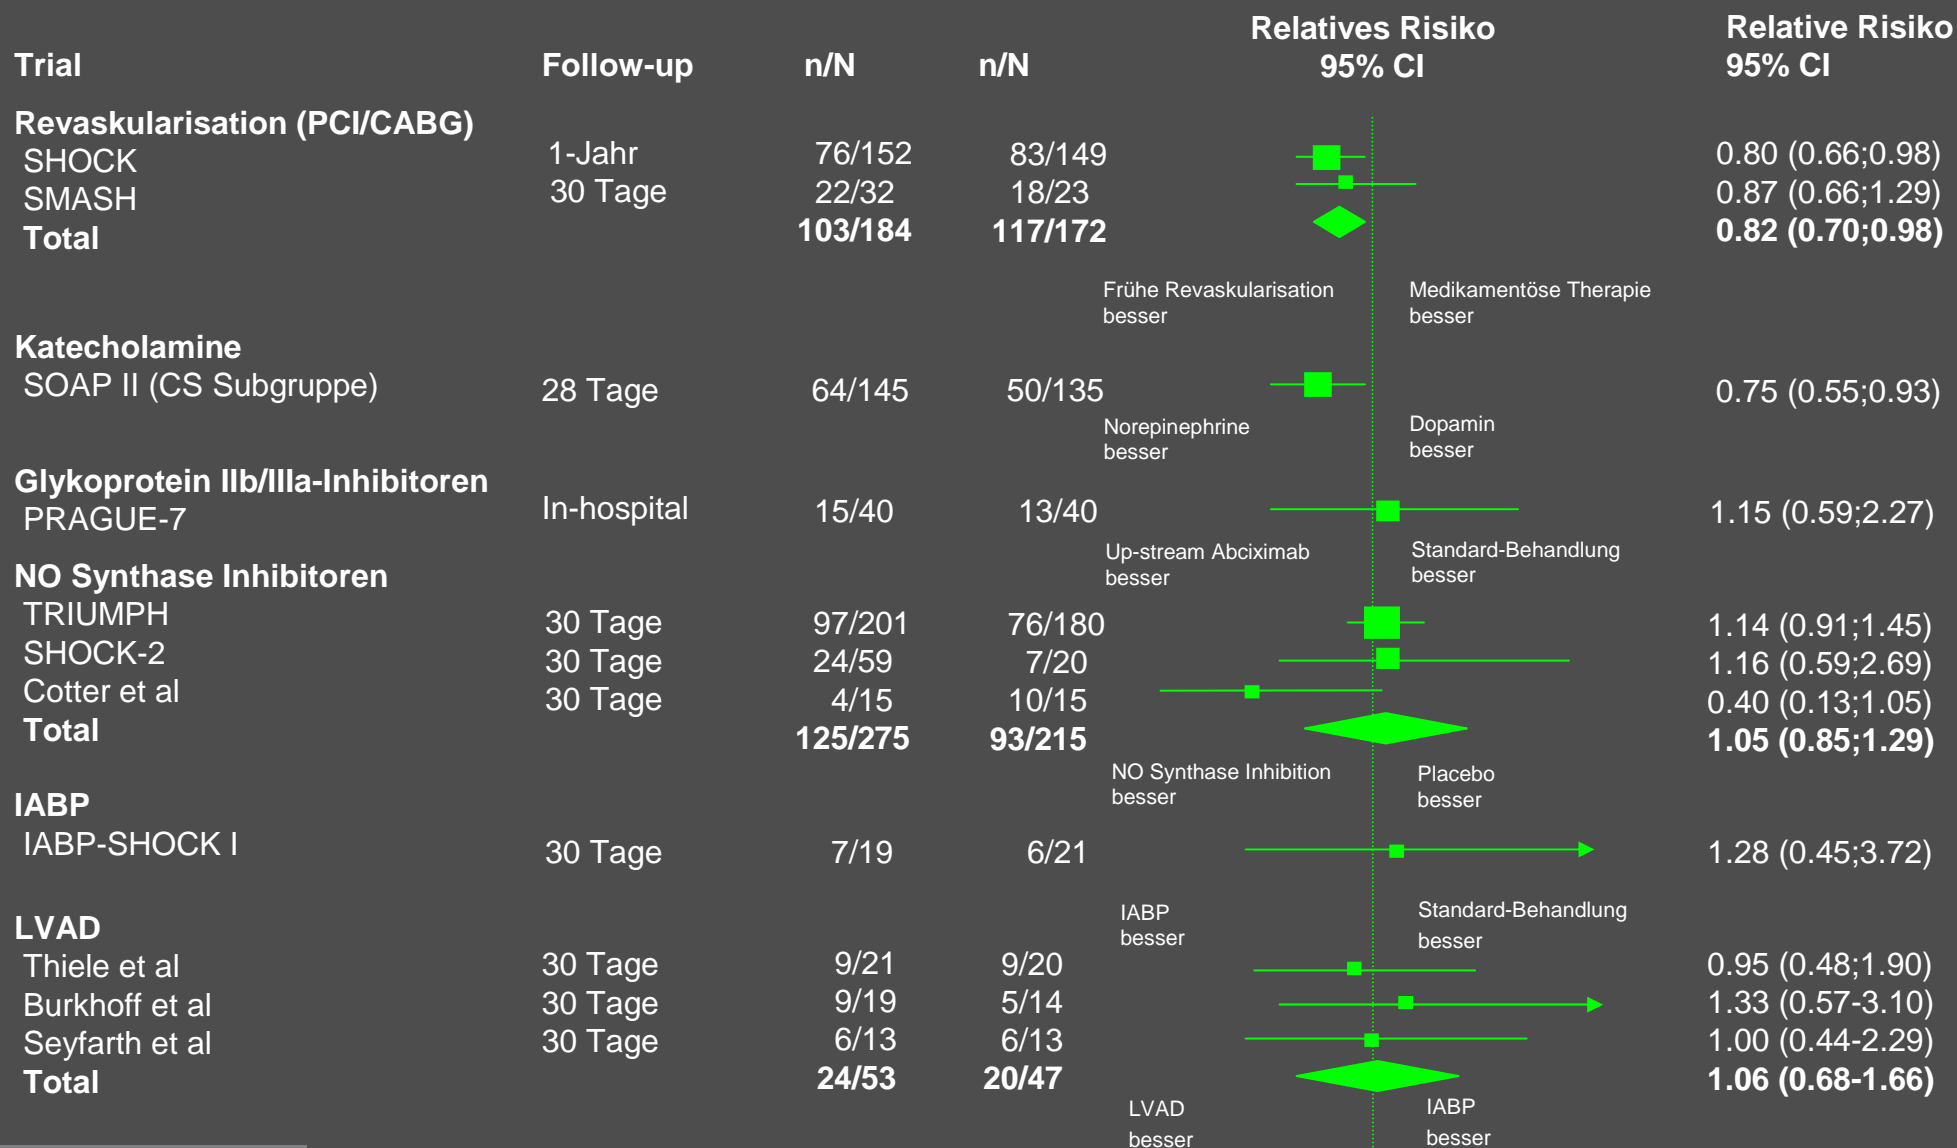 Trial Follow-up n/N n/N Relatives Risiko 95% CI Relative Risiko 95% CI
Revaskularisation (PCI/CABG)
SHOCK 1-Jahr 76/152 83/149 0.80 (0.66;0.98)
SMASH 30 Tage 22/32 18/23 0.87 (0.66;1.29)
Total 103/184 117/172 0.82 (0.70;0.98)
Frühe Revaskularisation Medikamentöse Therapie
besser besser
Katecholamine
SOAP II (CS Subgruppe) 28 Tage 64/145 50/135 0.75 (0.55;0.93)
Norepinephrine Dopamin
besser besser
Glykoprotein IIb/IIIa-Inhibitoren
PRAGUE-7 In-hospital 15/40 13/40 1.15 (0.59;2.27)
Up-stream Abciximab Standard-Behandlung
besser besser
NO Synthase Inhibitoren
TRIUMPH 30 Tage 97/201 76/180 1.14 (0.91;1.45)
SHOCK-2 30 Tage 24/59 7/20 1.16 (0.59;2.69)
Cotter et al 30 Tage 4/15 10/15 0.40 (0.13;1.05)
Total 125/275 93/215 1.05 (0.85;1.29)
NO Synthase Inhibition Placebo
besser besser
IABP
IABP-SHOCK I 30 Tage 7/19 6/21 1.28 (0.45;3.72)
IABP Standard-Behandlung
besser besser
LVAD
Thiele et al 30 Tage 9/21 9/20 0.95 (0.48;1.90)
Burkhoff et al 30 Tage 9/19 5/14 1.33 (0.57-3.10)
Seyfarth et al 30 Tage 6/13 6/13 1.00 (0.44-2.29)
Total 24/53 20/47 1.06 (0.68-1.66)
LVAD IABP
besser besser